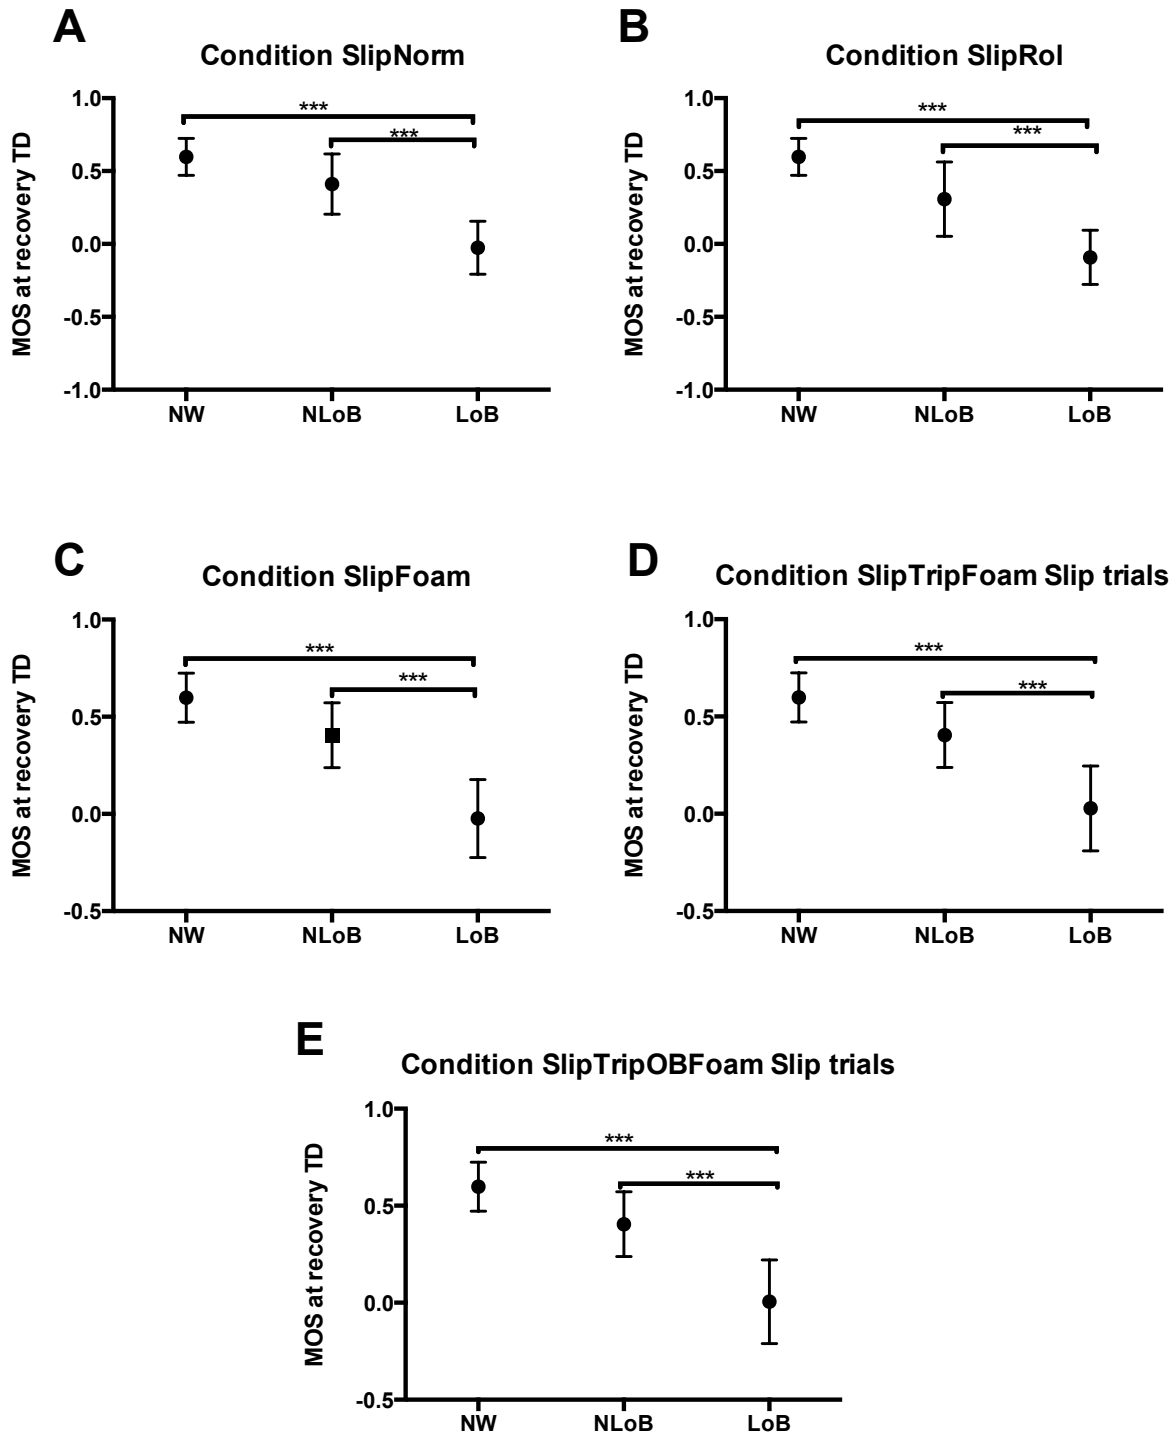 A
Condition SlipNorm
MOS at recovery TD
1.0
0.5
0.0
-0.5
-1.0
***
***
NW NLoB LoB
B
Condition SlipRol
MOS at recovery TD
1.0
0.5
0.0
-0.5
-1.0
***
***
NW NLoB LoB
C
Condition SlipFoam
MOS at recovery TD
1.0
0.5
0.0
-0.5
***
***
NW NLoB LoB
D
Condition SlipTripFoam Slip trials
MOS at recovery TD
1.0
0.5
0.0
-0.5
***
***
NW NLoB LoB
E
Condition SlipTripOBFoam Slip trials
MOS at recovery TD
1.0
0.5
0.0
-0.5
***
***
NW NLoB LoB